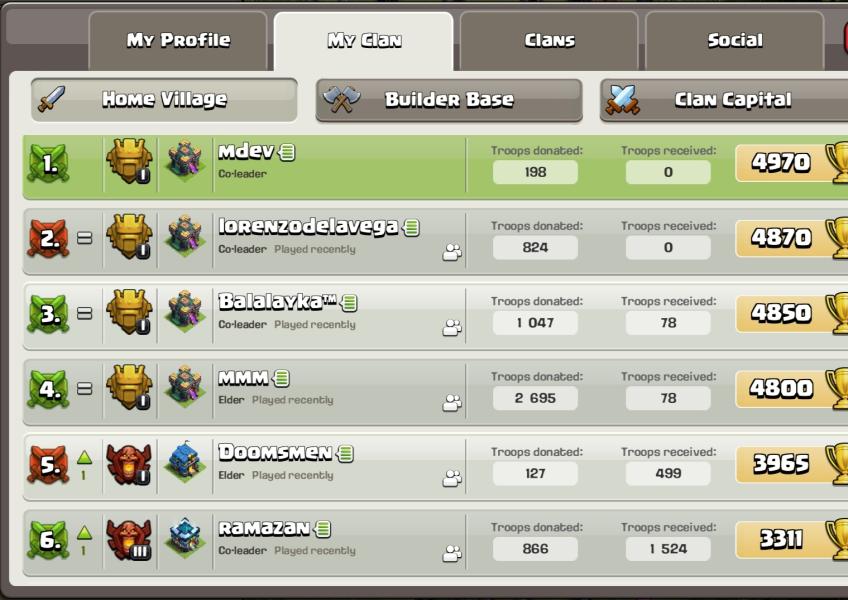 My Profile
My Clan
Clans
Social
Home Village
Builder Base
Clan Capital
1.
I
Mdev
Co-leader
Troops donated:
198
Troops received:
0
4970
2. =
I
lorenzodelavega
Co-leader Played recently
Troops donated:
824
Troops received:
0
4870
3. =
I
Balalayka™
Co-leader Played recently
Troops donated:
1 047
Troops received:
78
4850
4. =
I
MMM
Elder Played recently
Troops donated:
2 695
Troops received:
78
4800
5.
1
I
Doomsmen
Elder Played recently
Troops donated:
127
Troops received:
499
3965
6.
1
III
RAMAZAN
Co-leader Played recently
Troops donated:
866
Troops received:
1 524
3311